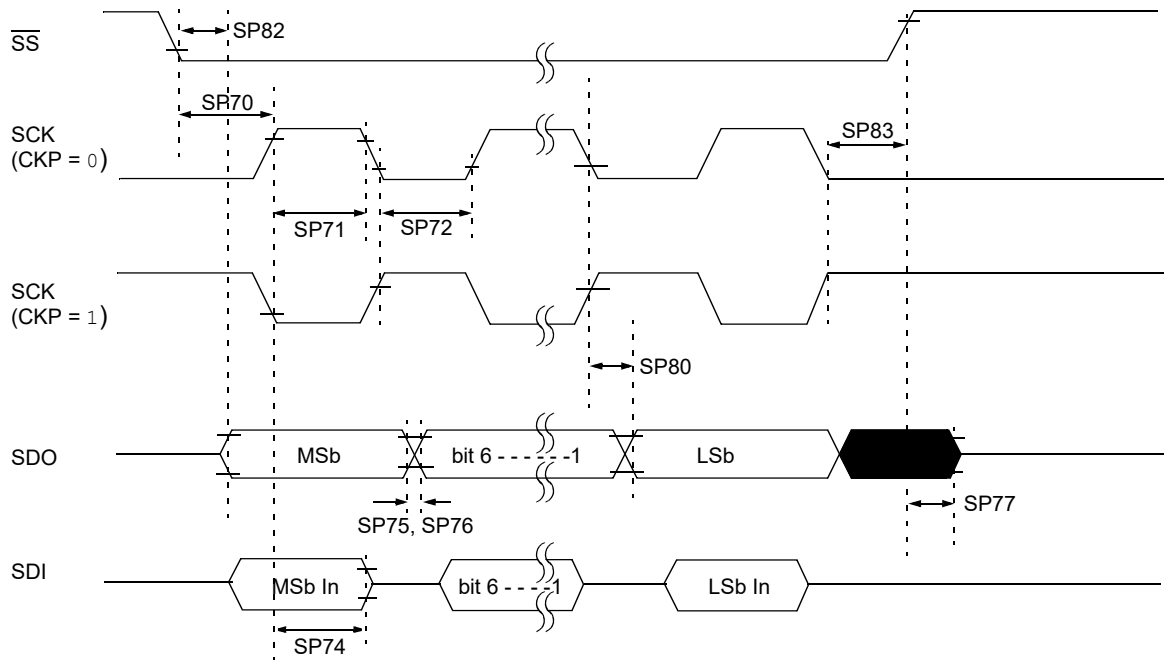 SS
SP82
SP70
SCK
(CKP = 0)
SP83
SP71
SP72
SCK
(CKP = 1)
SP80
SDO
MSb
bit 6 - - - - - - -1
LSb
SP75, SP76
SP77
SDI
MSb In
bit 6 - - - - -1
LSb In
SP74